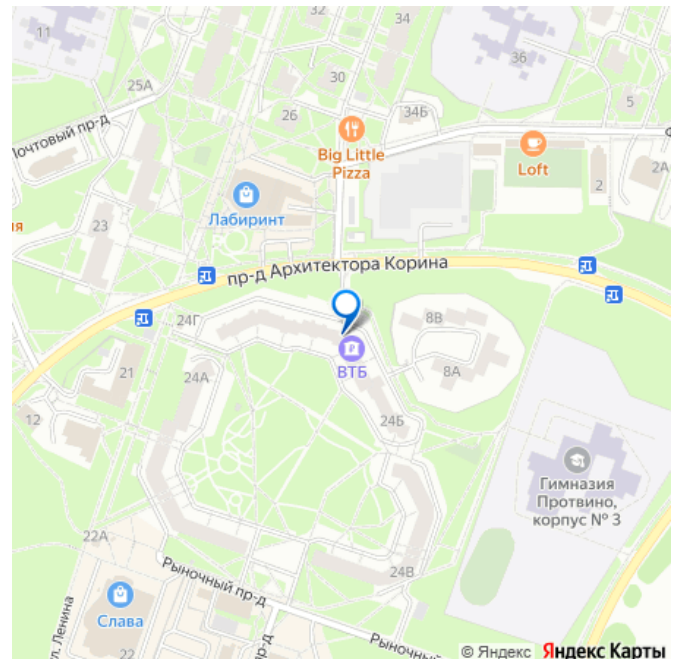 11
32
34
36
30
25А
26
34Б
5
Почтовый пр-д
Big Little
Pizza
Loft
2
2А
Лабиринт
23
ия
пр-д Архитектора Корина
24Г
8В
ВТБ
8А
21
24А
12
24Б
Гимназия
Протвино,
корпус № 3
22А
Рыночный пр-д
24В
Слава
ул. Ленина
22
пр-д
Рыночный
© Яндекс Яндекс Карты